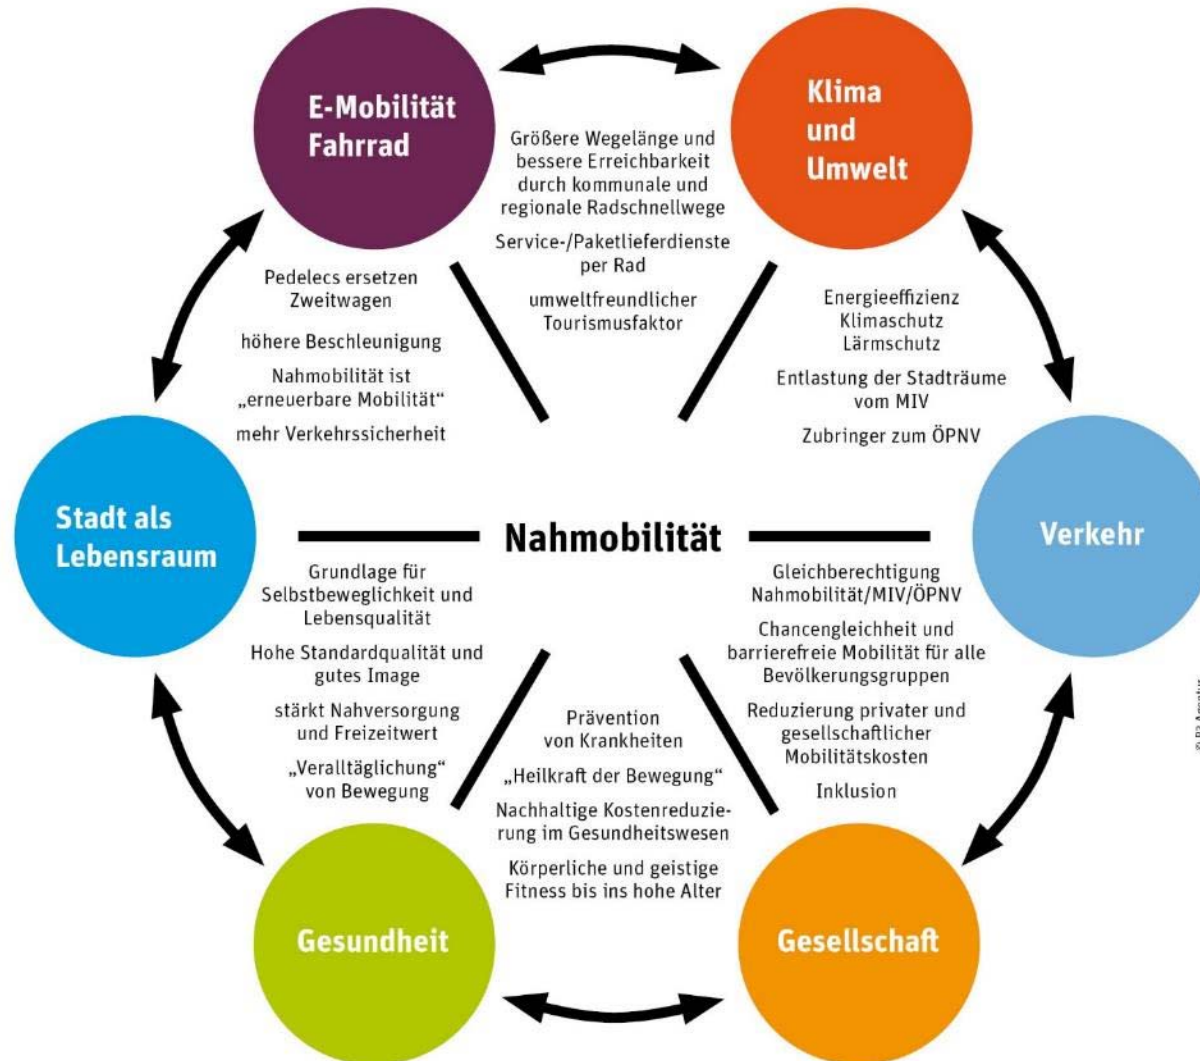 E-Mobilität
Fahrrad
Klima
und
Umwelt
Größere Wegelänge und
bessere Erreichbarkeit
durch kommunale und
regionale Radschnellwege
Service-/Paketlieferdienste
per Rad
umweltfreundlicher
Tourismusfaktor
Pedelecs ersetzen
Zweitwagen
höhere Beschleunigung
Nahmobilität ist
„erneuerbare Mobilität“
mehr Verkehrssicherheit
Energieeffizienz
Klimaschutz
Lärmschutz
Entlastung der Stadträume
vom MIV
Zubringer zum ÖPNV
Stadt als
Lebensraum
Nahmobilität
Verkehr
Grundlage für
Selbstbeweglichkeit und
Lebensqualität
Hohe Standardqualität und
gutes Image
stärkt Nahversorgung
und Freizeitwert
„Veralltäglichung“
von Bewegung
Gleichberechtigung
Nahmobilität/MIV/ÖPNV
Chancengleichheit und
barrierefreie Mobilität für alle
Bevölkerungsgruppen
Reduzierung privater und
gesellschaftlicher
Mobilitätskosten
Inklusion
Prävention
von Krankheiten
„Heilkraft der Bewegung“
Nachhaltige Kostenreduzie-
rung im Gesundheitswesen
Körperliche und geistige
Fitness bis ins hohe Alter
Gesundheit
Gesellschaft